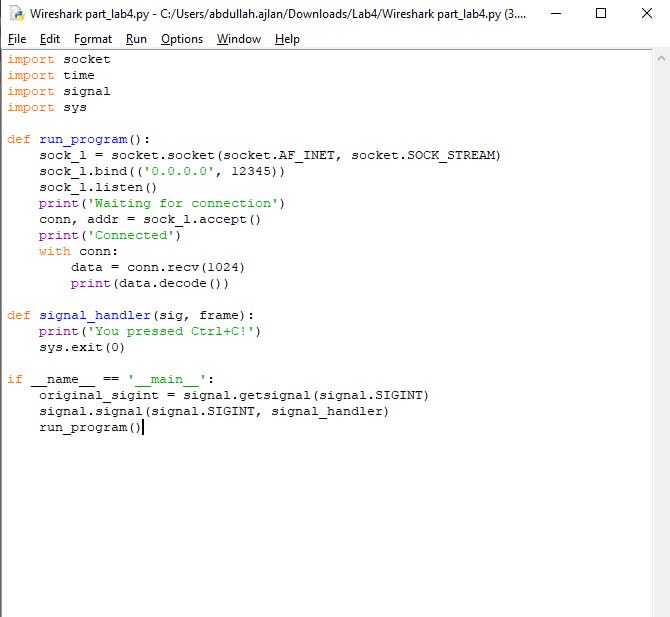 Wireshark part_lab4.py - C:/Users/abdullah.ajlan/Downloads/Lab4/Wireshark part_lab4.py (3....
File Edit Format Run Options Window Help
import socket
import time
import signal
import sys

def run_program():
    sock_l = socket.socket(socket.AF_INET, socket.SOCK_STREAM)
    sock_l.bind(('0.0.0.0', 12345))
    sock_l.listen()
    print('Waiting for connection')
    conn, addr = sock_l.accept()
    print('Connected')
    with conn:
        data = conn.recv(1024)
        print(data.decode())

def signal_handler(sig, frame):
    print('You pressed Ctrl+C!')
    sys.exit(0)

if __name__ == '__main__':
    original_sigint = signal.getsignal(signal.SIGINT)
    signal.signal(signal.SIGINT, signal_handler)
    run_program()